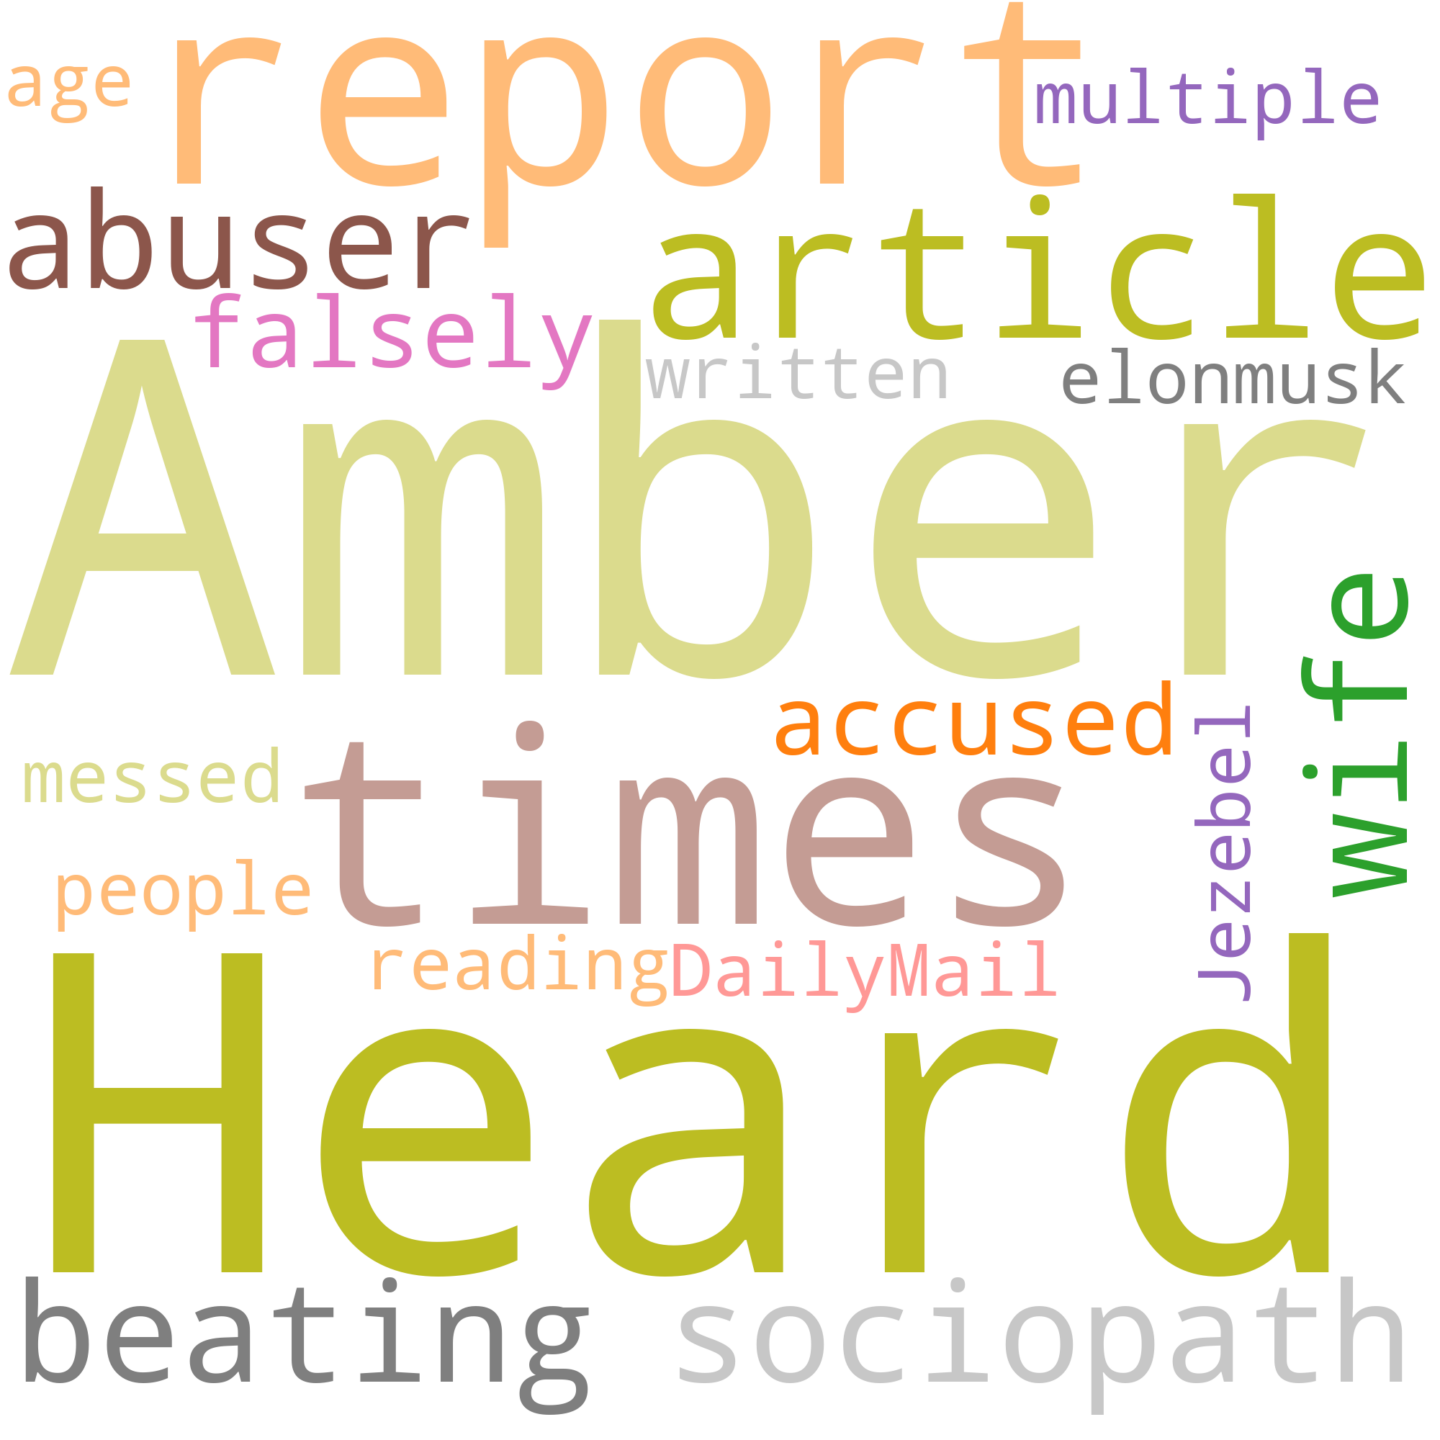 report
age
multiple
abuser
article
falsely
written
elonmusk
Amber
wife
accused
Jezebel
messed
times
people
reading
DailyMail
Heard
beating
sociopath